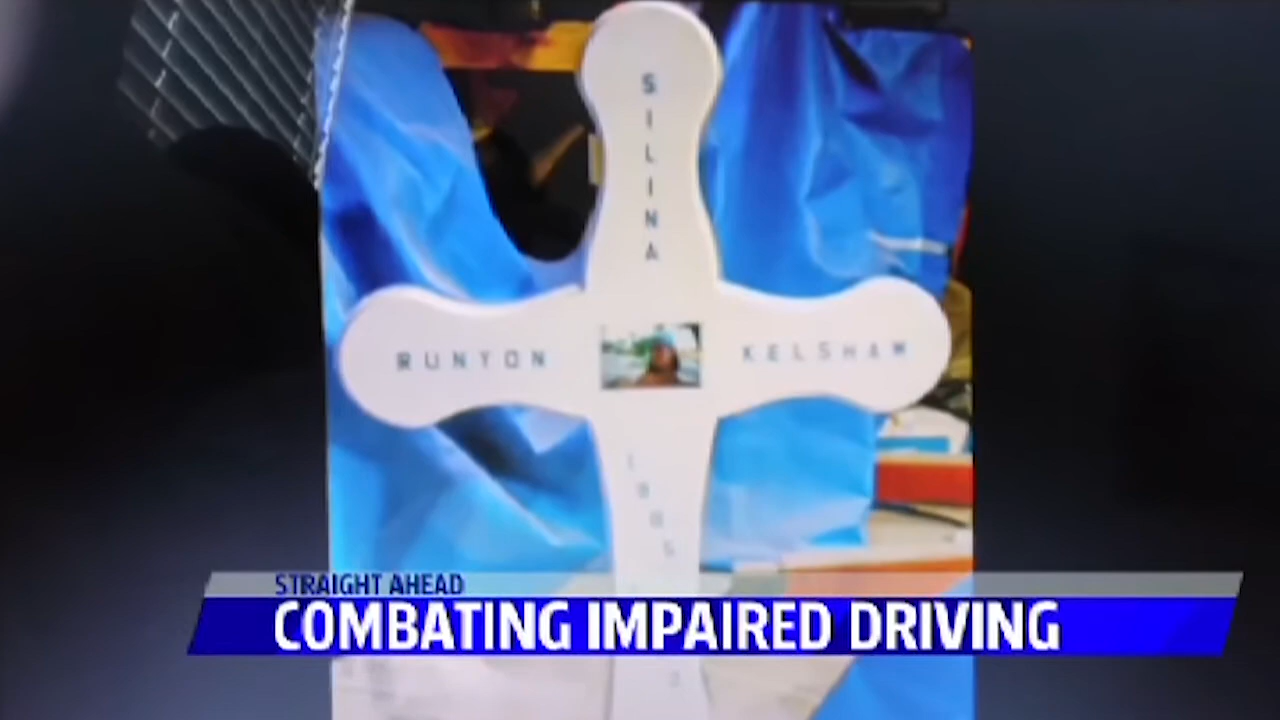 SILINA
RUNYON KELSHAW
STRAIGHT AHEAD
COMBATING IMPAIRED DRIVING